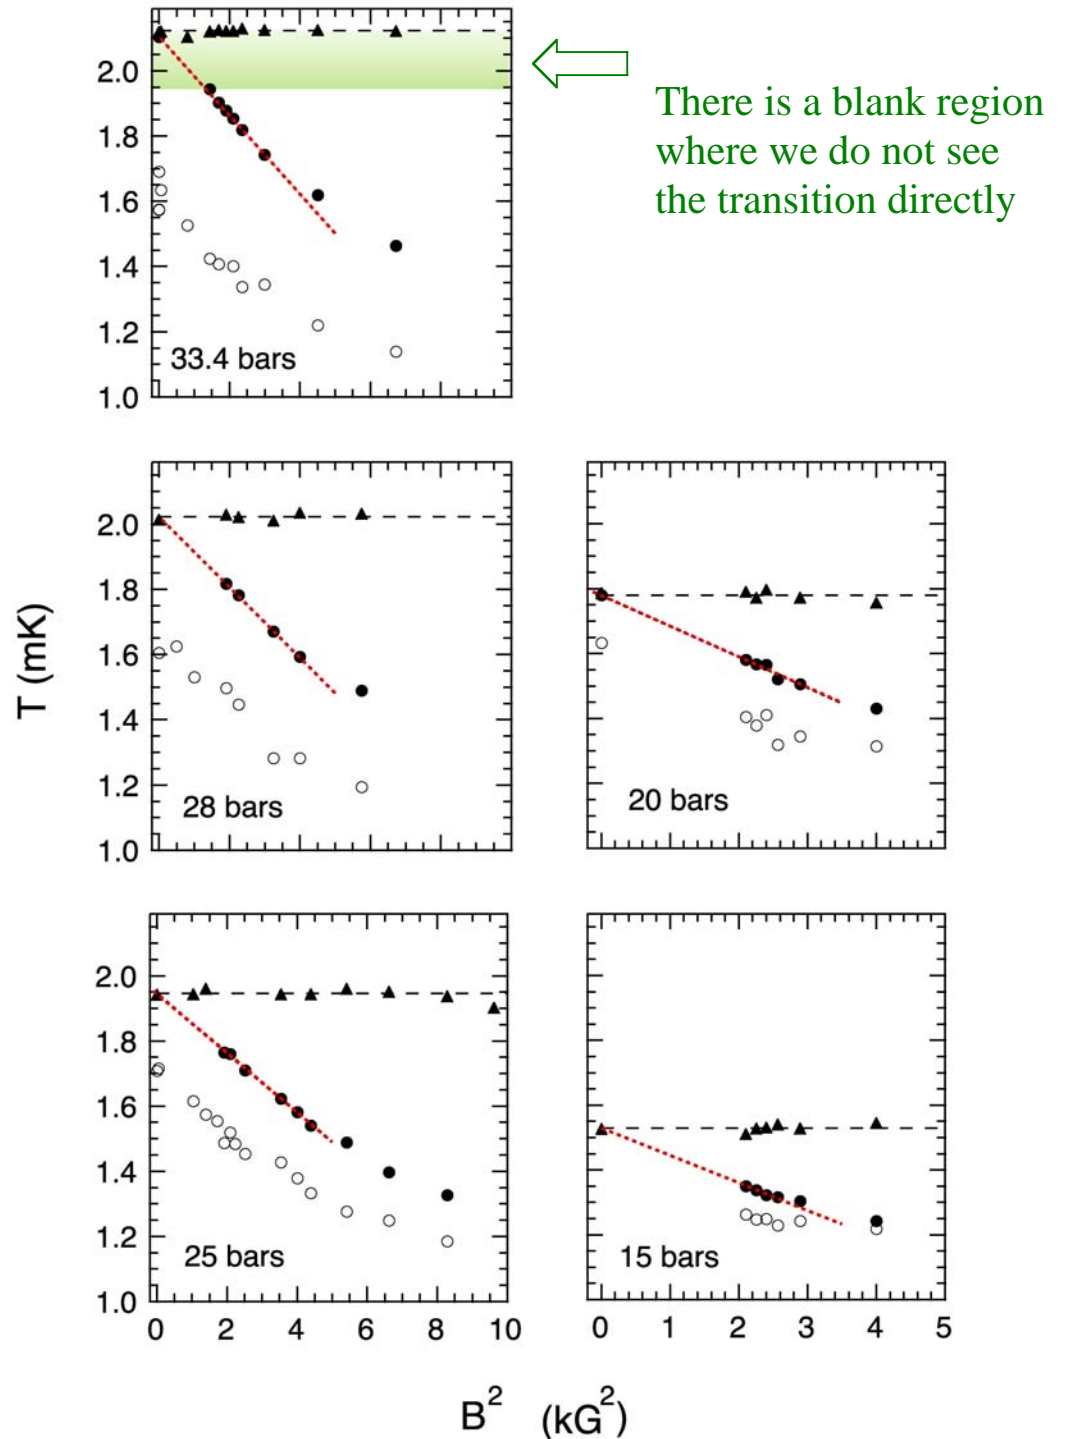 2.0
1.8
1.6
1.4
1.2
1.0
33.4 bars
There is a blank region
where we do not see
the transition directly
T (mK)
2.0
1.8
1.6
1.4
1.2
1.0
28 bars
20 bars
2.0
1.8
1.6
1.4
1.2
1.0
25 bars
0 2 4 6 8 10
15 bars
0 1 2 3 4 5
B² (kG²)